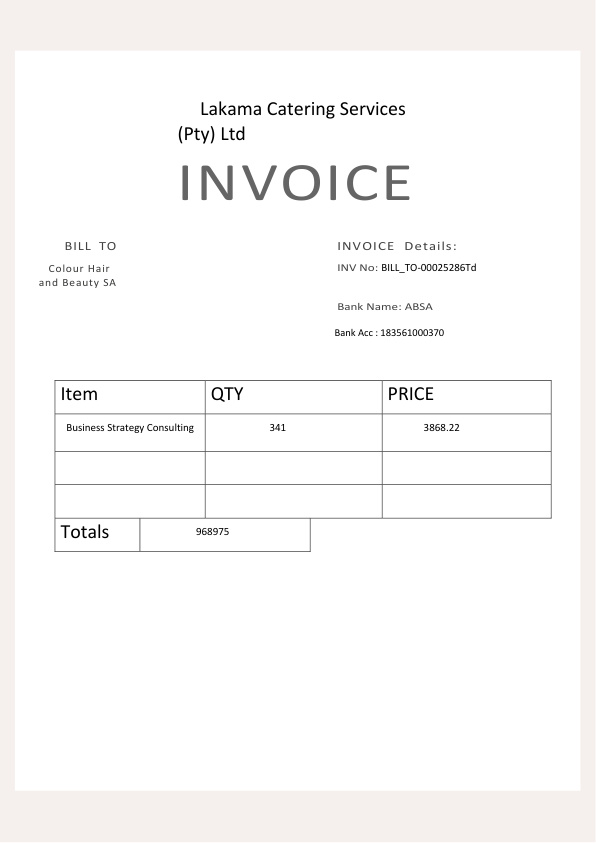 Lakama Catering Services
(Pty) Ltd
INVOICE
BILL TO
Colour Hair
and Beauty SA
INVOICE Details:
INV No: BILL_TO-00025286Td
Bank Name: ABSA
Bank Acc : 183561000370
Item QTY PRICE
Business Strategy Consulting 341 3868.22
Totals 968975